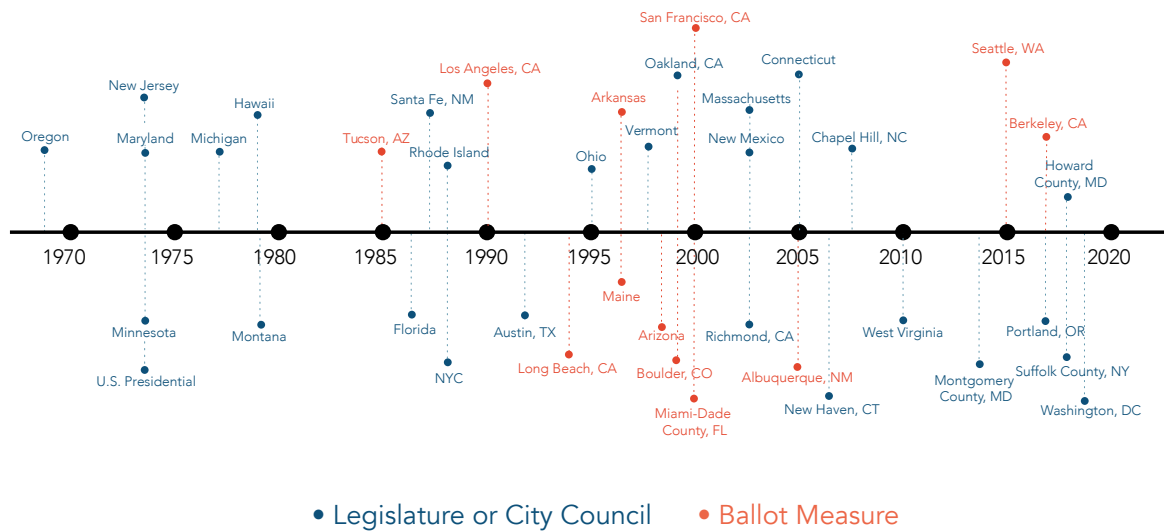 San Francisco, CA
Seattle, WA
Connecticut
Oakland, CA
Los Angeles, CA
New Jersey
Hawaii
Santa Fe, NM
Arkansas
Massachusetts
Berkeley, CA
Oregon
Maryland
Michigan
Tucson, AZ
Rhode Island
Ohio
Vermont
New Mexico
Chapel Hill, NC
Howard
County, MD
1970
1975
1980
1985
1990
1995
2000
2005
2010
2015
2020
Maine
Minnesota
Montana
Florida
Austin, TX
Arizona
Richmond, CA
West Virginia
Portland, OR
U.S. Presidential
NYC
Long Beach, CA
Boulder, CO
Albuquerque, NM
Montgomery
County, MD
Suffolk County, NY
Miami-Dade
County, FL
New Haven, CT
Washington, DC
Legislature or City Council
Ballot Measure